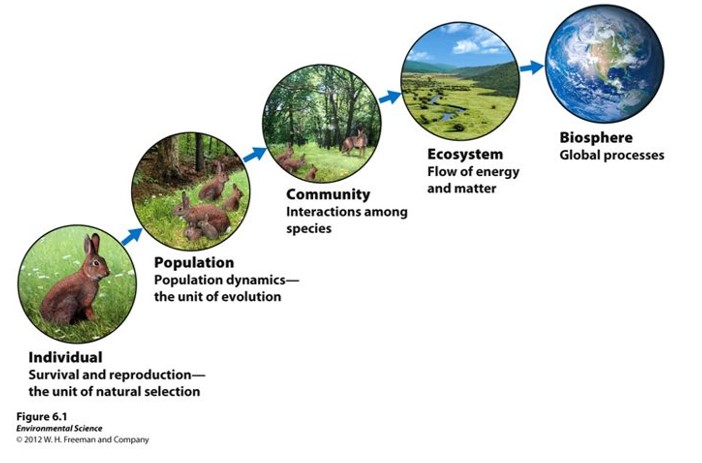 Biosphere
Global processes
Ecosystem
Flow of energy
and matter
Community
Interactions among
species
Population
Population dynamics—
the unit of evolution
Individual
Survival and reproduction—
the unit of natural selection
Figure 6.1
Environmental Science
© 2012 W. H. Freeman and Company